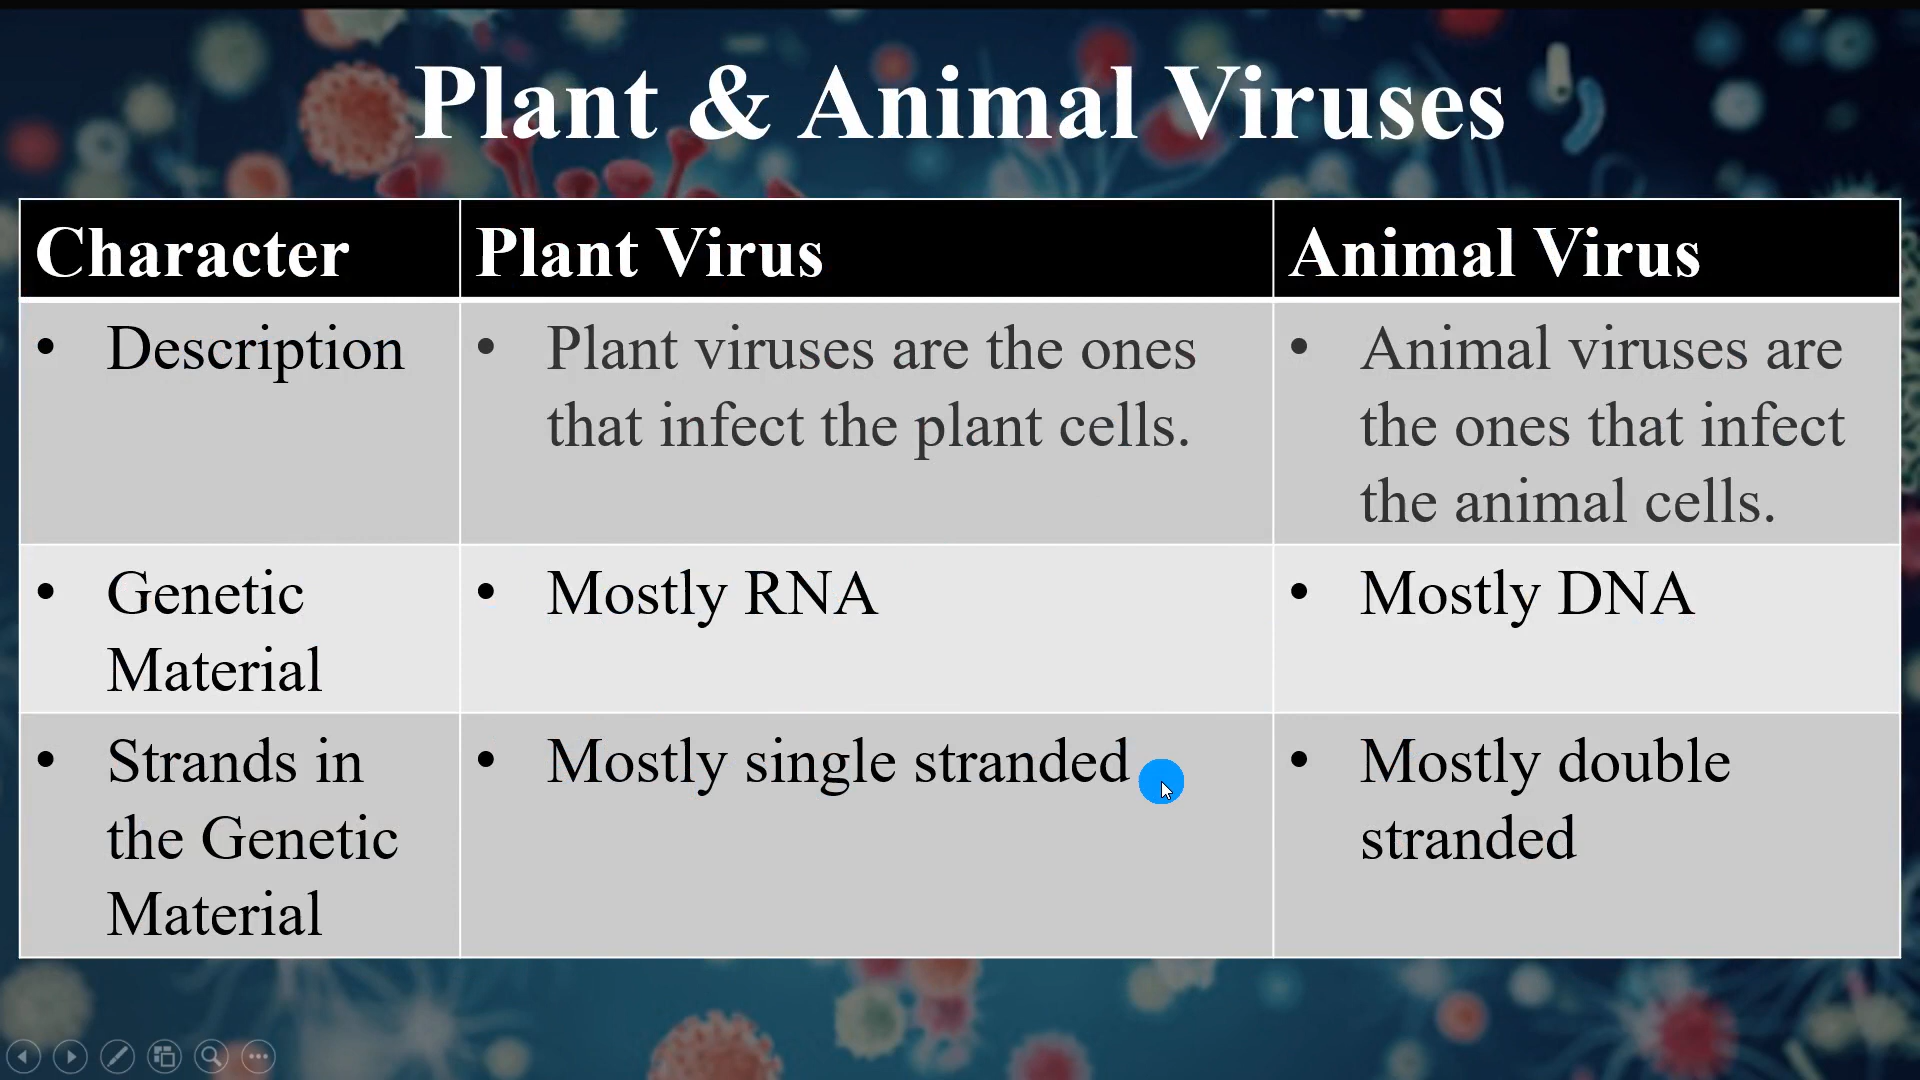 Plant & Animal Viruses
Character
Plant Virus
Animal Virus
• Description
• Plant viruses are the ones
that infect the plant cells.
• Animal viruses are
the ones that infect
the animal cells.
• Genetic
Material
• Mostly RNA
• Mostly DNA
• Strands in
the Genetic
Material
• Mostly single stranded
• Mostly double
stranded